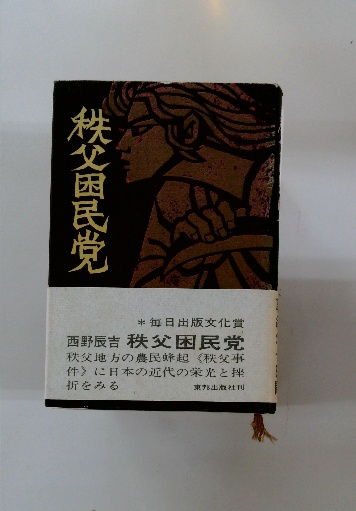 秩父困民党
＊毎日出版文化賞
西野辰吉 秩父困民党
秩父地方の農民蜂起《秩父事
件》に日本の近代の栄光と挫
折をみる
東邦出版社刊